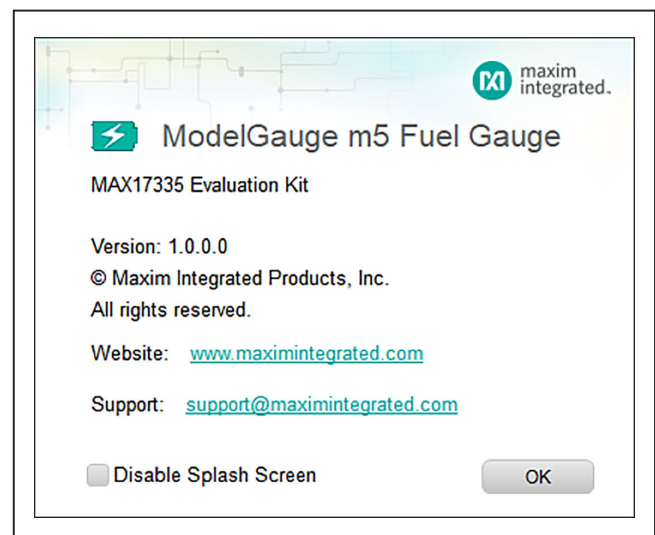 maxim
integrated™
ModelGauge m5 Fuel Gauge
MAX17335 Evaluation Kit
Version: 1.0.0.0
© Maxim Integrated Products, Inc.
All rights reserved.
Website: www.maximintegrated.com
Support: support@maximintegrated.com
Disable Splash Screen
OK